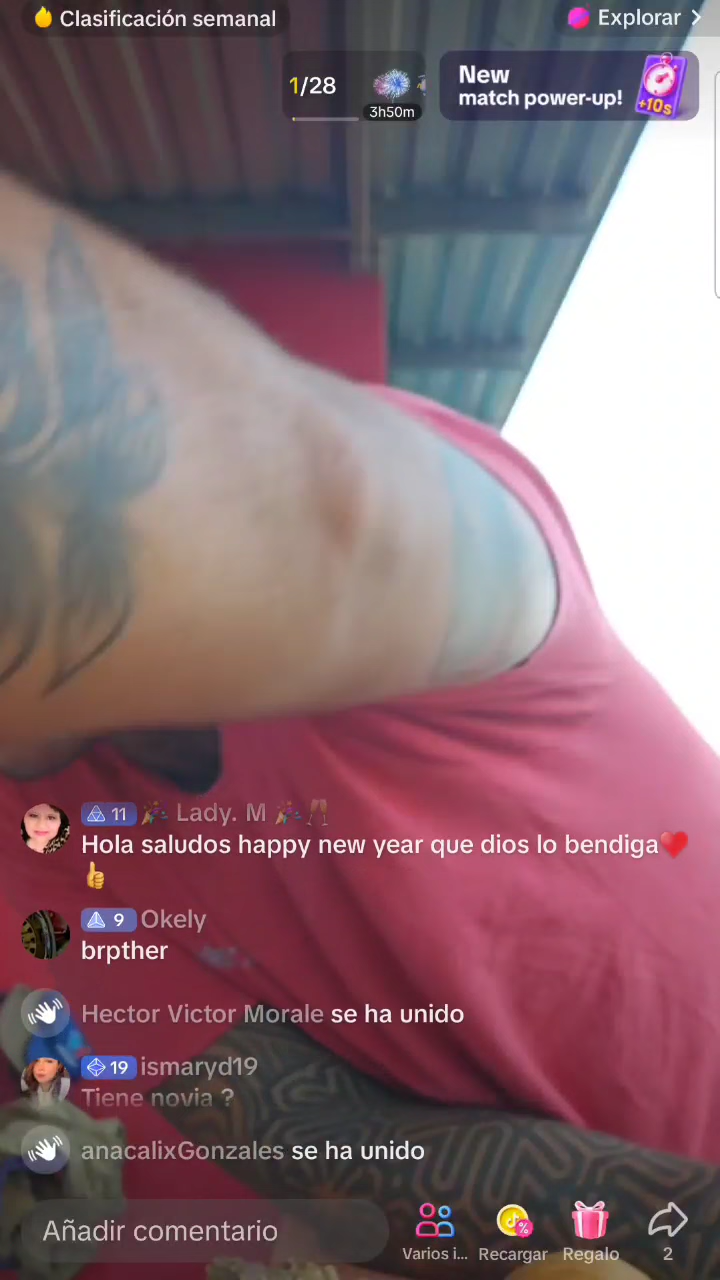 Clasificación semanal
Explorar
1/28
3h50m
New
match power-up!
+10s
11 🎉 Lady. M 🎉🥂
Hola saludos happy new year que dios lo bendiga❤️
👍
9 Okely
brpther
Hector Victor Morale se ha unido
19 ismaryd19
Tiene novia ?
anacalixGonzales se ha unido
Añadir comentario
Varios i...
Recargar
Regalo
2